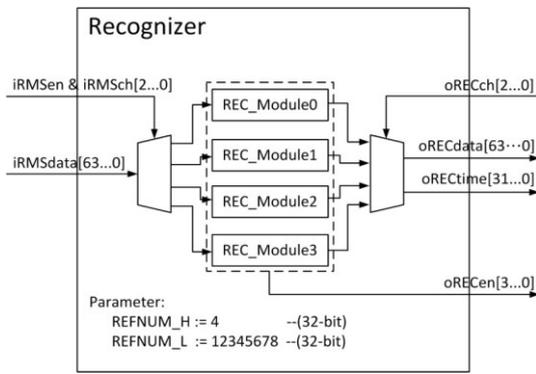 Recognizer
iRMSen & iRMSch[2...0]
oRECch[2...0]
REC_Module0
iRMSdata[63...0]
REC_Module1
oRECdata[63···0]
oRECtime[31...0]
REC_Module2
REC_Module3
oRECen[3...0]
Parameter:
REFNUM_H := 4 --(32-bit)
REFNUM_L := 12345678 --(32-bit)